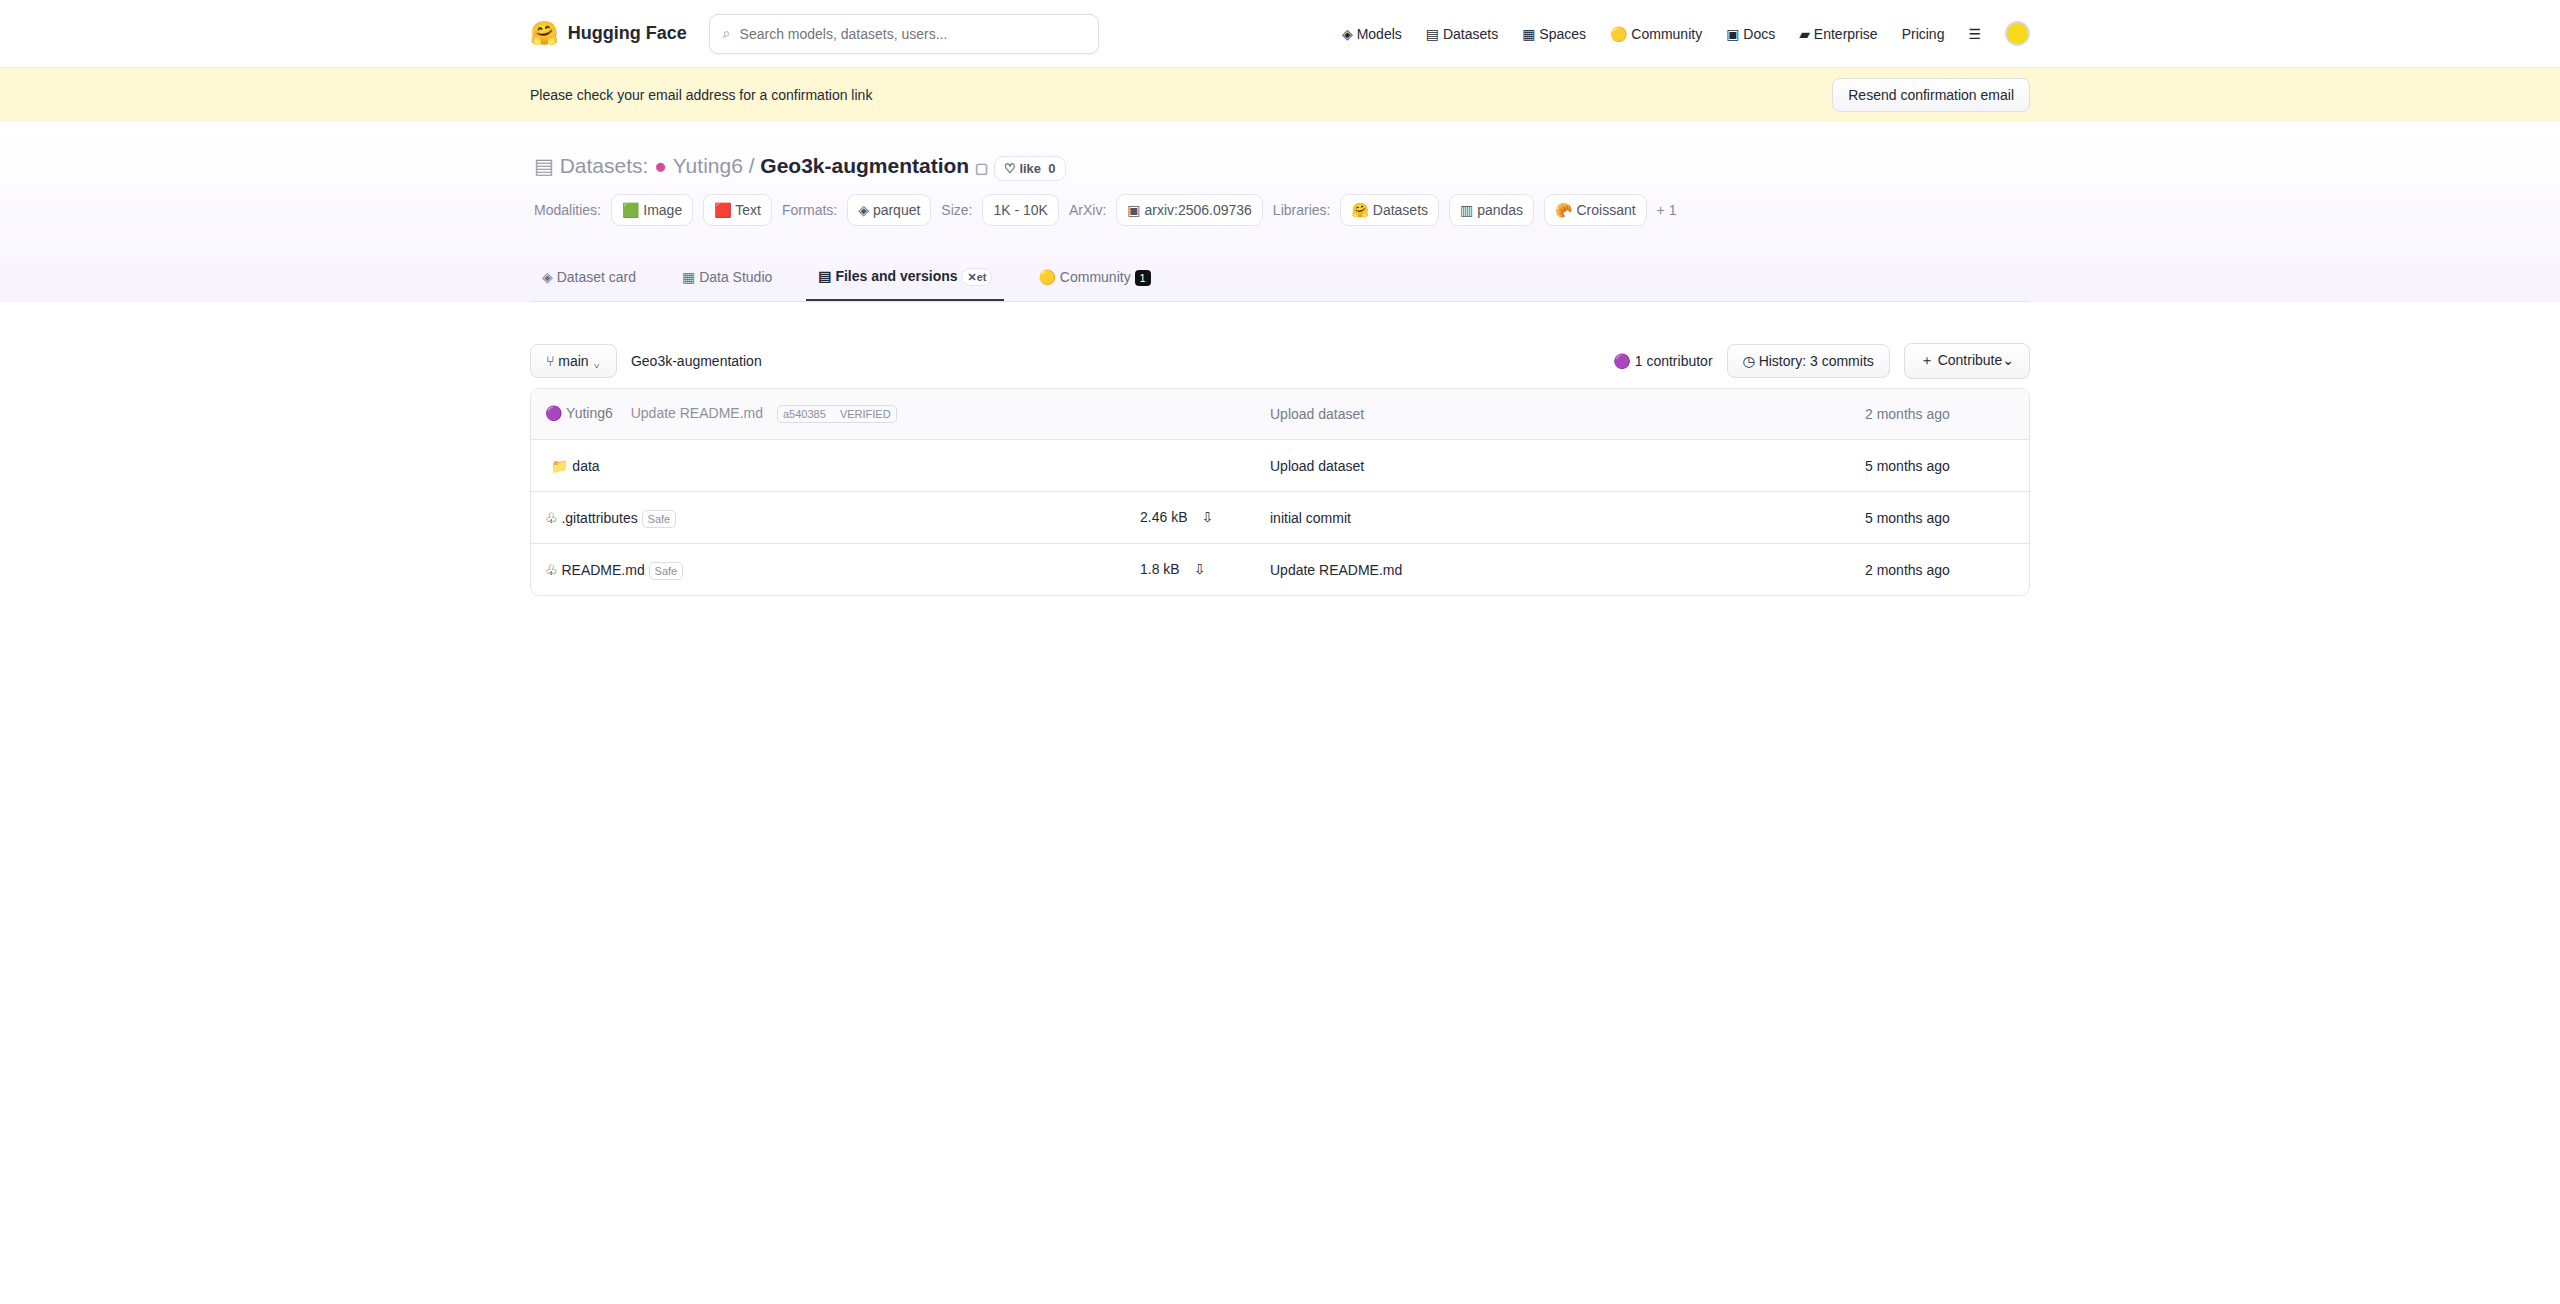 Hugging Face
Search models, datasets, users...
Models Datasets Spaces Community Docs Enterprise Pricing
Please check your email address for a confirmation link
Resend confirmation email
Datasets: Yuting6 / Geo3k-augmentation like 0
Modalities: Image Text Formats: parquet Size: 1K - 10K ArXiv: arxiv:2506.09736 Libraries: Datasets pandas Croissant + 1
Dataset card Data Studio Files and versions ✕et Community 1
main Geo3k-augmentation
1 contributor History: 3 commits + Contribute
Yuting6 Update README.md a540385 VERIFIED Upload dataset 2 months ago
data Upload dataset 5 months ago
.gitattributes Safe 2.46 kB initial commit 5 months ago
README.md Safe 1.8 kB Update README.md 2 months ago